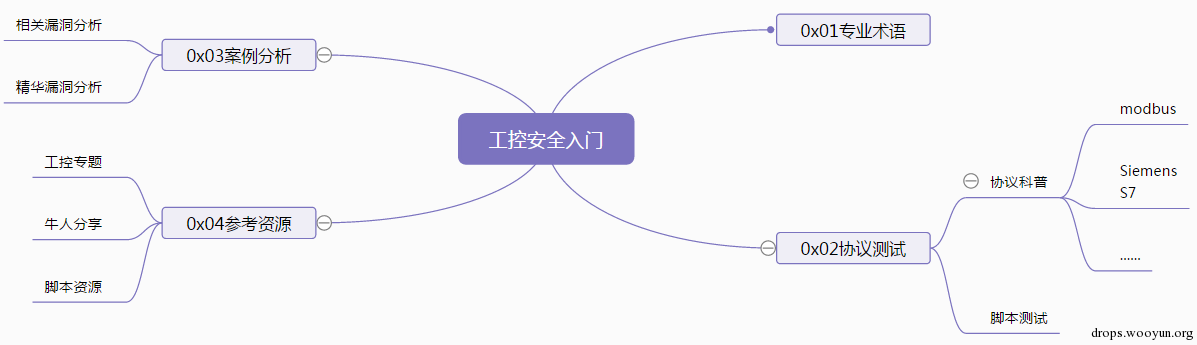 工控安全入门
0x01专业术语
0x02协议测试
协议科普
modbus
Siemens
S7
......
脚本测试
0x03案例分析
相关漏洞分析
精华漏洞分析
0x04参考资源
工控专题
牛人分享
脚本资源
drops.wooyun.org